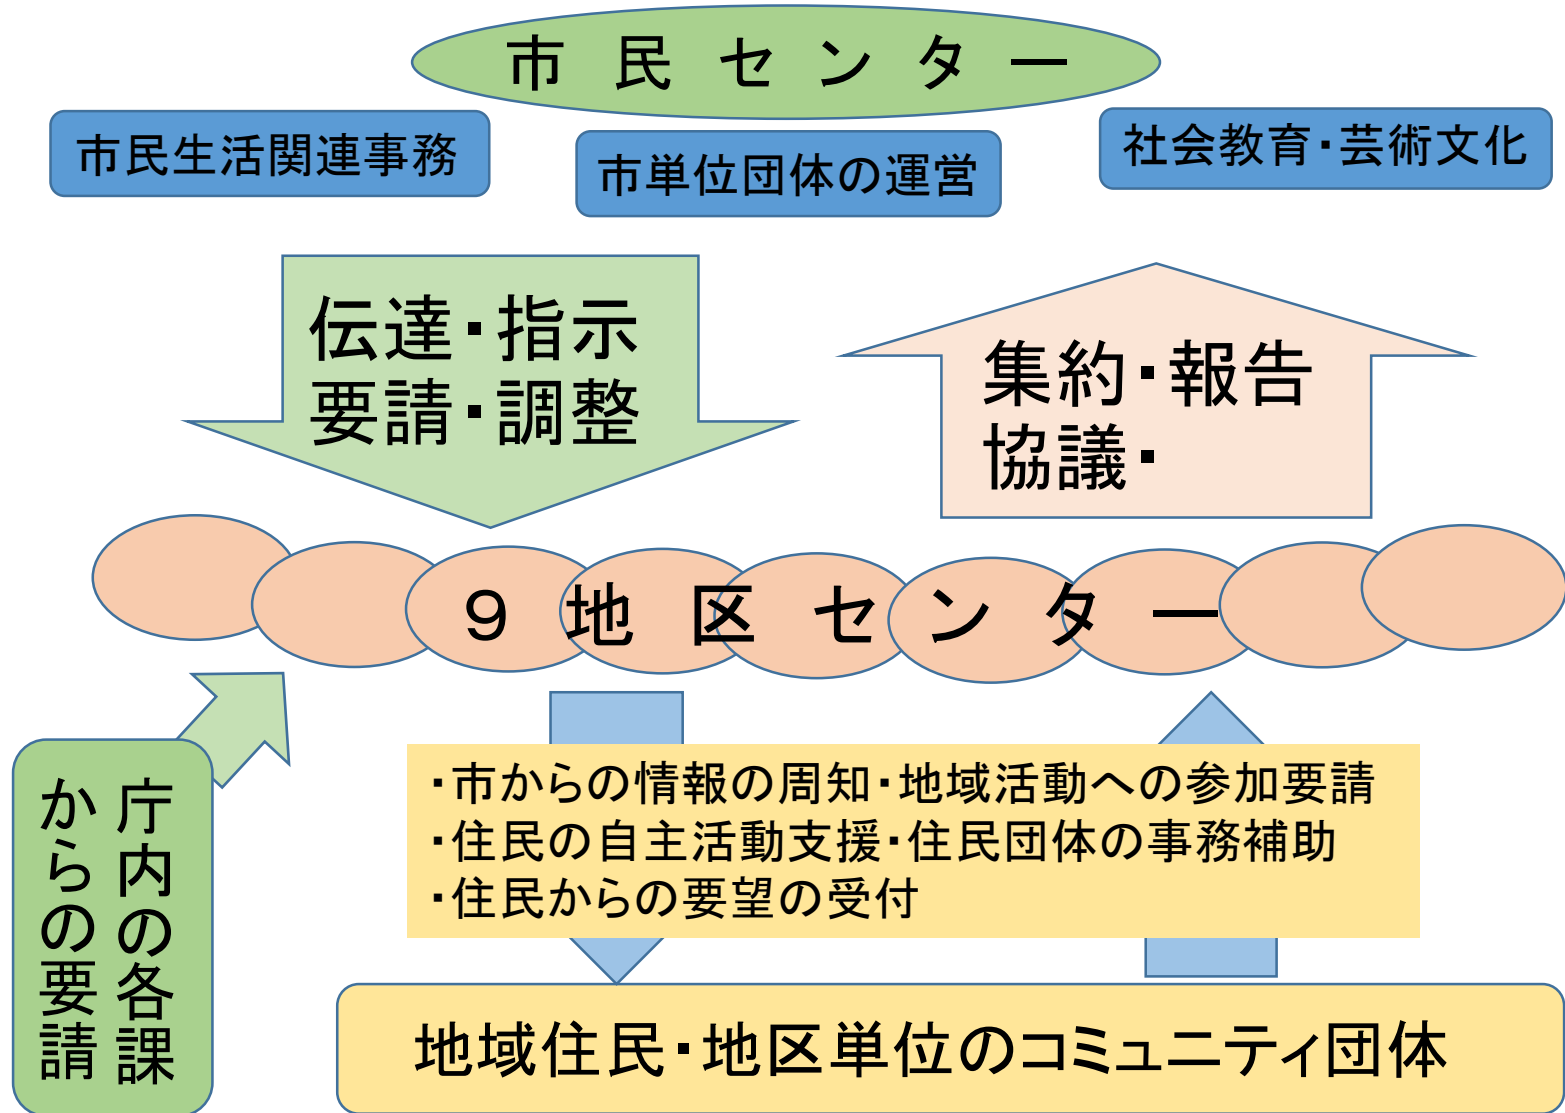 市民センター
市民生活関連事務
市単位団体の運営
社会教育・芸術文化
伝達・指示
要請・調整
集約・報告
協議・
９地区センター
庁内の各課
からの要請
・市からの情報の周知・地域活動への参加要請
・住民の自主活動支援・住民団体の事務補助
・住民からの要望の受付
地域住民・地区単位のコミュニティ団体